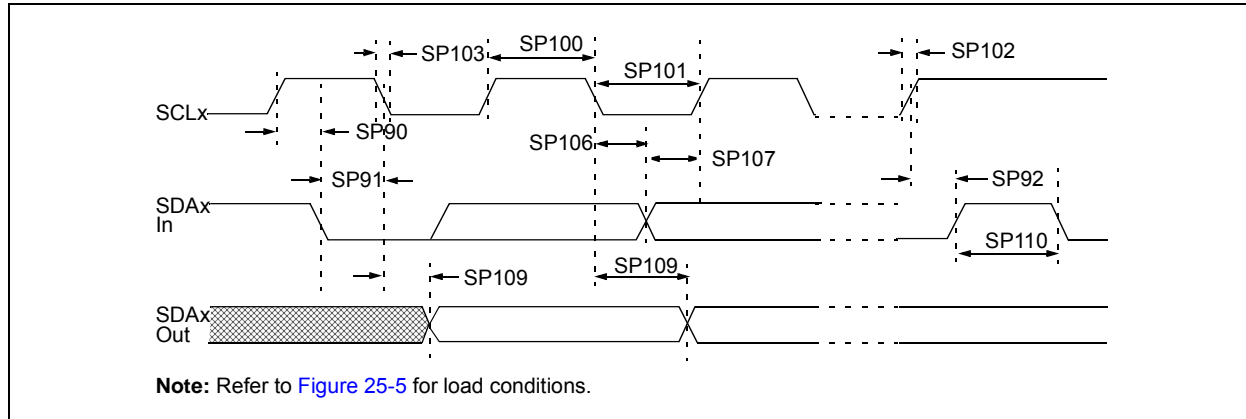 SP103
SP100
SP101
SP102
SCLx
SP90
SP106
SP107
SP91
SP92
SDAx
In
SP110
SP109
SP109
SDAx
Out
Note: Refer to Figure 25-5 for load conditions.